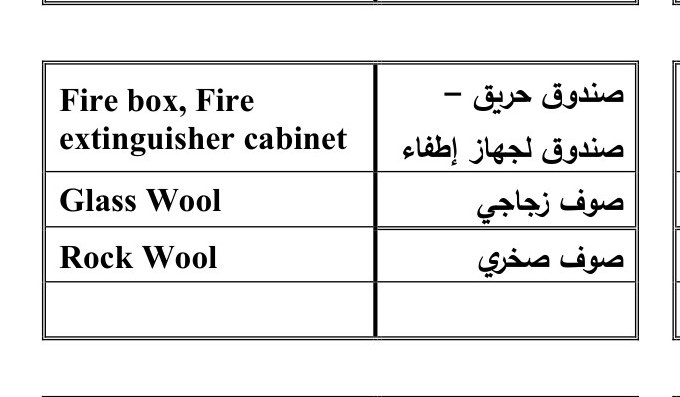 Fire box, Fire
extinguisher cabinet
صندوق حريق –
صندوق لجهاز إطفاء
Glass Wool
صوف زجاجي
Rock Wool
صوف صخري